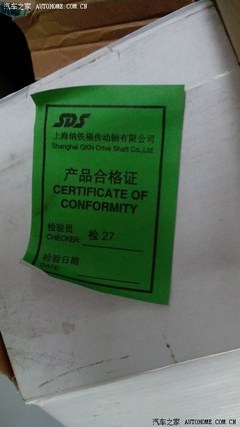 汽车之家 AUTOHOME.COM.CN
SDS
上海纳铁福传动轴有限公司
Shanghai GKN Drive Shaft Co.,Ltd.
产品合格证
CERTIFICATE OF
CONFORMITY
检验员
CHECKER: 检 27
检验日期
DATE:
汽车之家 AUTOHOME.COM.CN